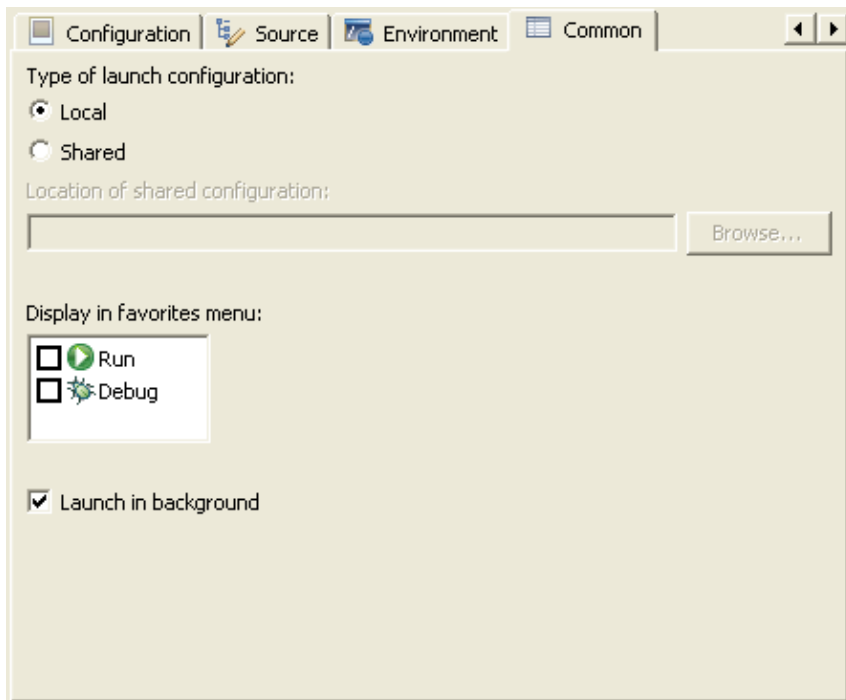 Configuration Source Environment Common
Type of launch configuration:
Local
Shared
Location of shared configuration:
Browse...
Display in favorites menu:
Run
Debug
Launch in background